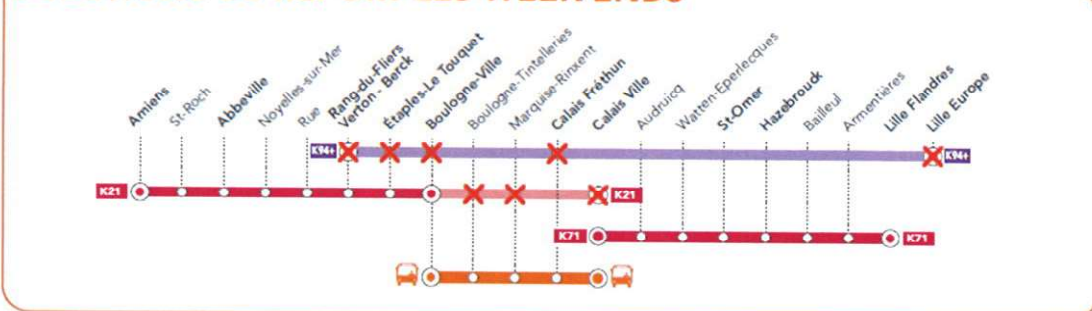 Amiens
St-Roch
Abbeville
Noyelles-sur-Mer
Rue
Rang-du-Fliers
Verton - Berck
Étaples-Le Touquet
Boulogne-Ville
Boulogne-Tintelleries
Marquise-Rinxent
Calais Fréthun
Calais Ville
Audruicq
Watten-Eperlecques
St-Omer
Hazebrouck
Bailleul
Armentières
Lille Flandres
Lille Europe
K94+
K94+
K21
K21
K71
K71